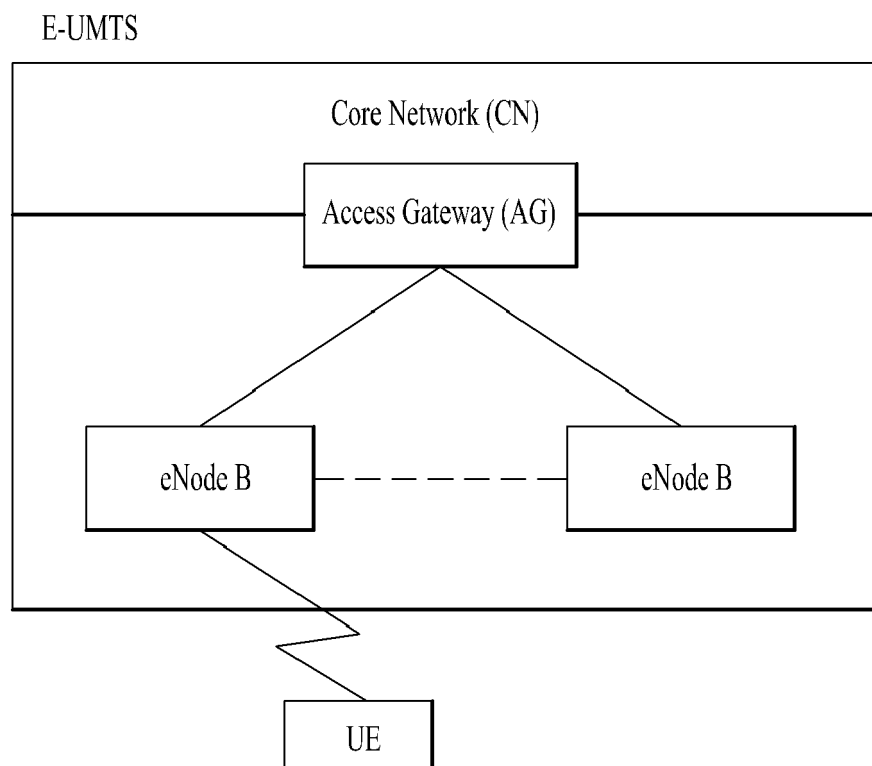 E-UMTS
Core Network (CN)
Access Gateway (AG)
eNode B
eNode B
UE